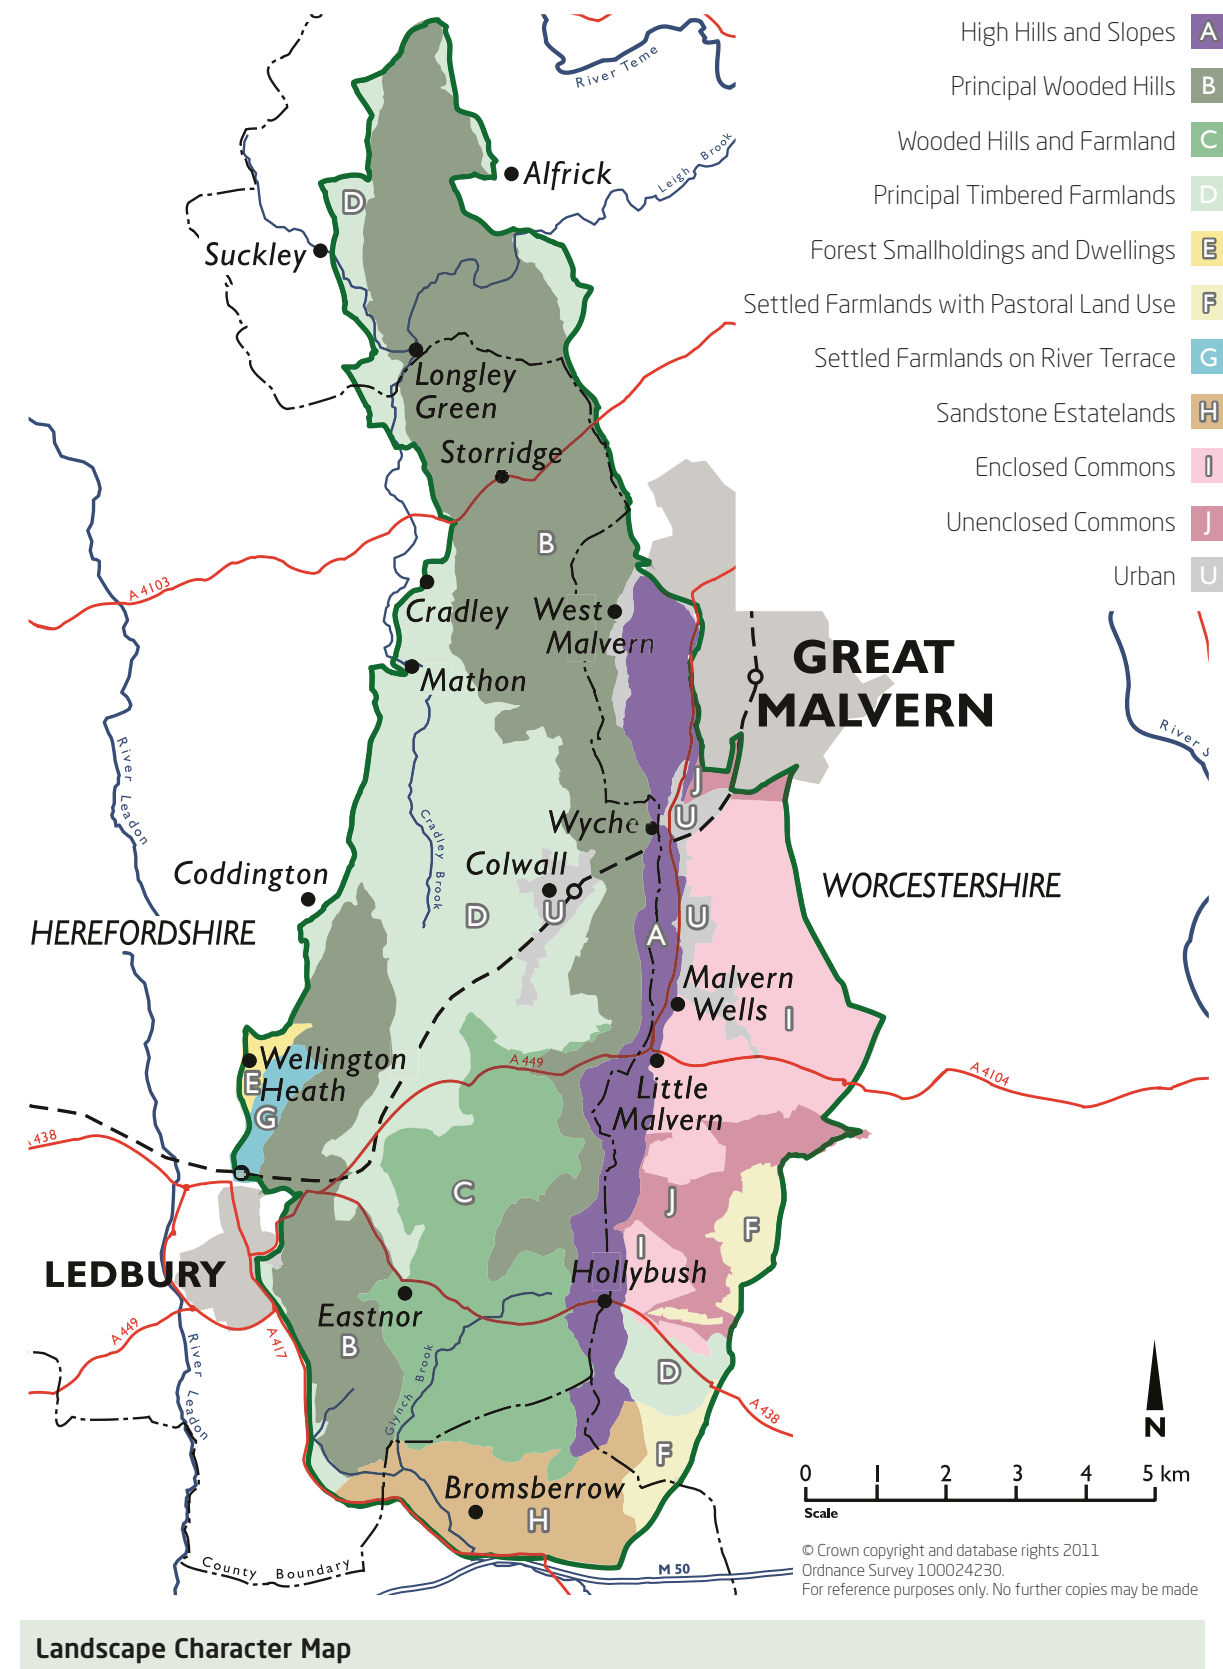 High Hills and Slopes A
Principal Wooded Hills B
Wooded Hills and Farmland C
Principal Timbered Farmlands D
Forest Smallholdings and Dwellings E
Settled Farmlands with Pastoral Land Use F
Settled Farmlands on River Terrace G
Sandstone Estatelands H
Enclosed Commons I
Unenclosed Commons J
Urban U
River Teme
Leigh Brook
Alfrick
D
Suckley
Longley
Green
Storridge
B
A 4103
Cradley
West
Malvern
Mathon
GREAT
MALVERN
River
River Leadon
J
U
Wyche
Cradley Brook
Colwall
Coddington
WORCESTERSHIRE
D
U
U
HEREFORDSHIRE
A
Malvern
Wells
I
Wellington
Heath
E
G
A 449
Little
Malvern
A 4104
438
C
J
F
I
LEDBURY
Hollybush
Eastnor
B
A 449
A 417
River Leadon
Glynch Brook
D
A 438
F
N
0 1 2 3 4 5 km
Scale
Bromsberrow
H
County Boundary
M 50
© Crown copyright and database rights 2011
Ordnance Survey 100024230.
For reference purposes only. No further copies may be made
Landscape Character Map